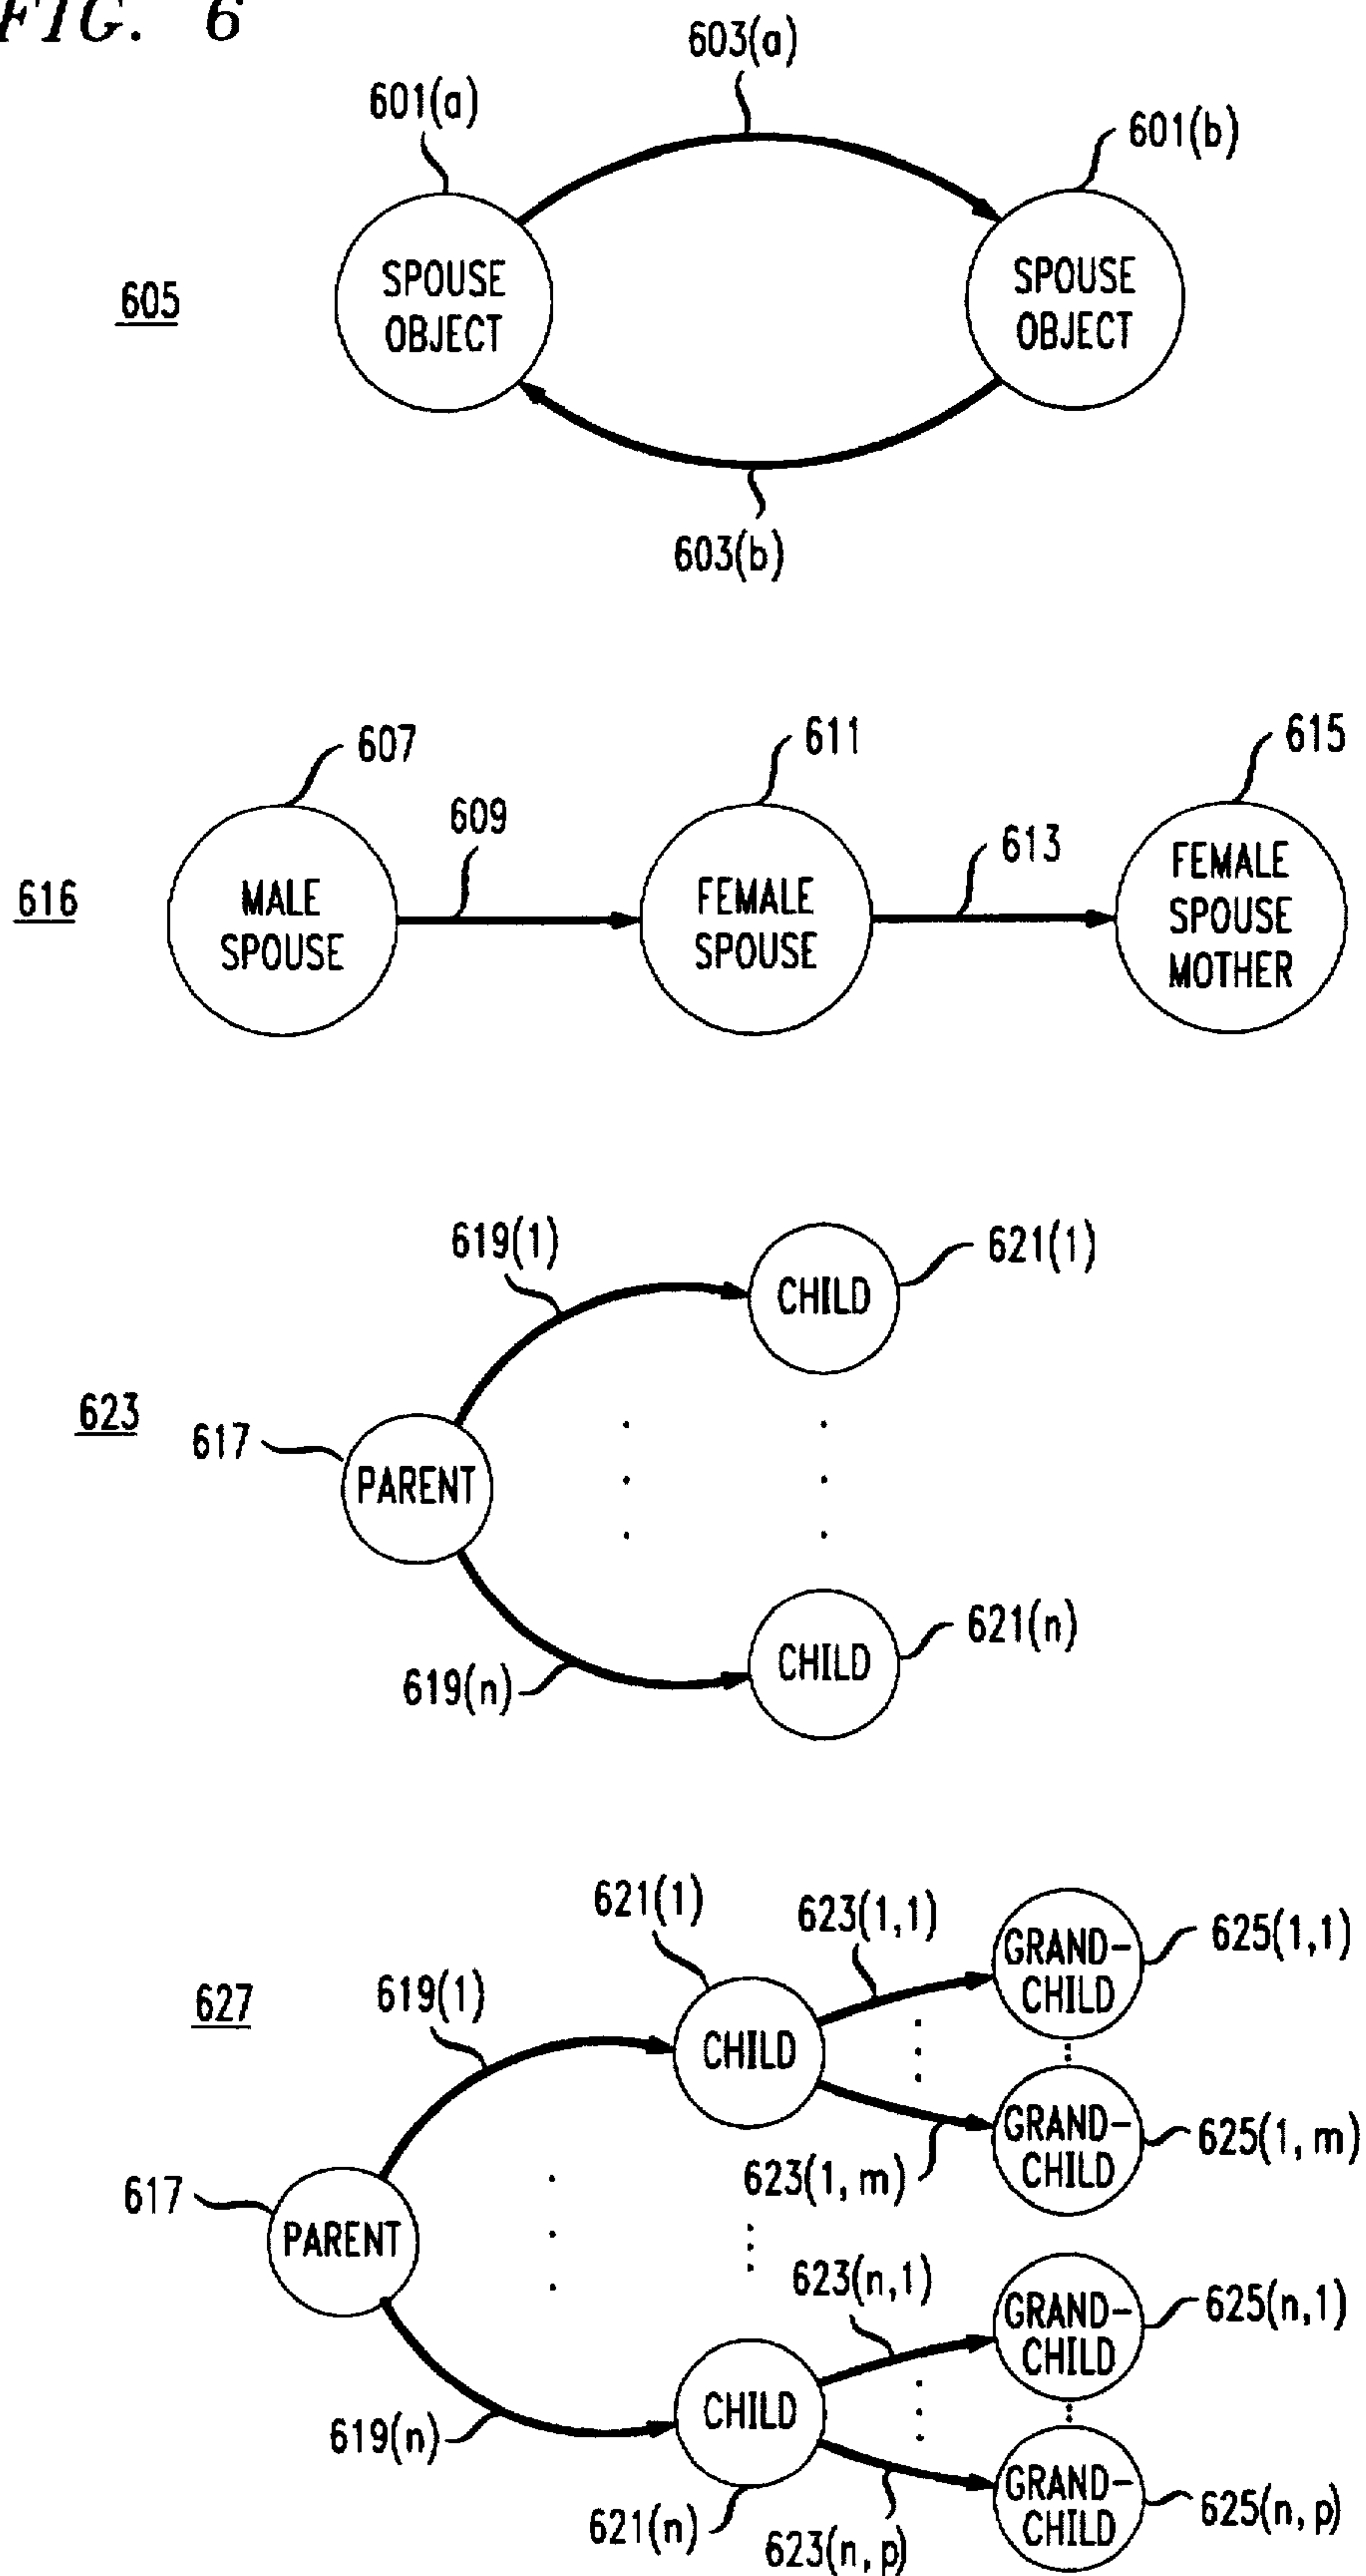 FIG. 6
603(a)
601(a)
601(b)
SPOUSE
OBJECT
SPOUSE
OBJECT
605
603(b)
607
611
615
609
613
616
MALE
SPOUSE
FEMALE
SPOUSE
FEMALE
SPOUSE
MOTHER
619(1)
621(1)
CHILD
623
617
PARENT
621(n)
CHILD
619(n)
621(1)
623(1,1)
GRAND-
CHILD
625(1,1)
627
619(1)
CHILD
GRAND-
CHILD
625(1,m)
623(1,m)
617
PARENT
623(n,1)
GRAND-
CHILD
625(n,1)
CHILD
619(n)
GRAND-
CHILD
625(n,p)
621(n)
623(n,p)